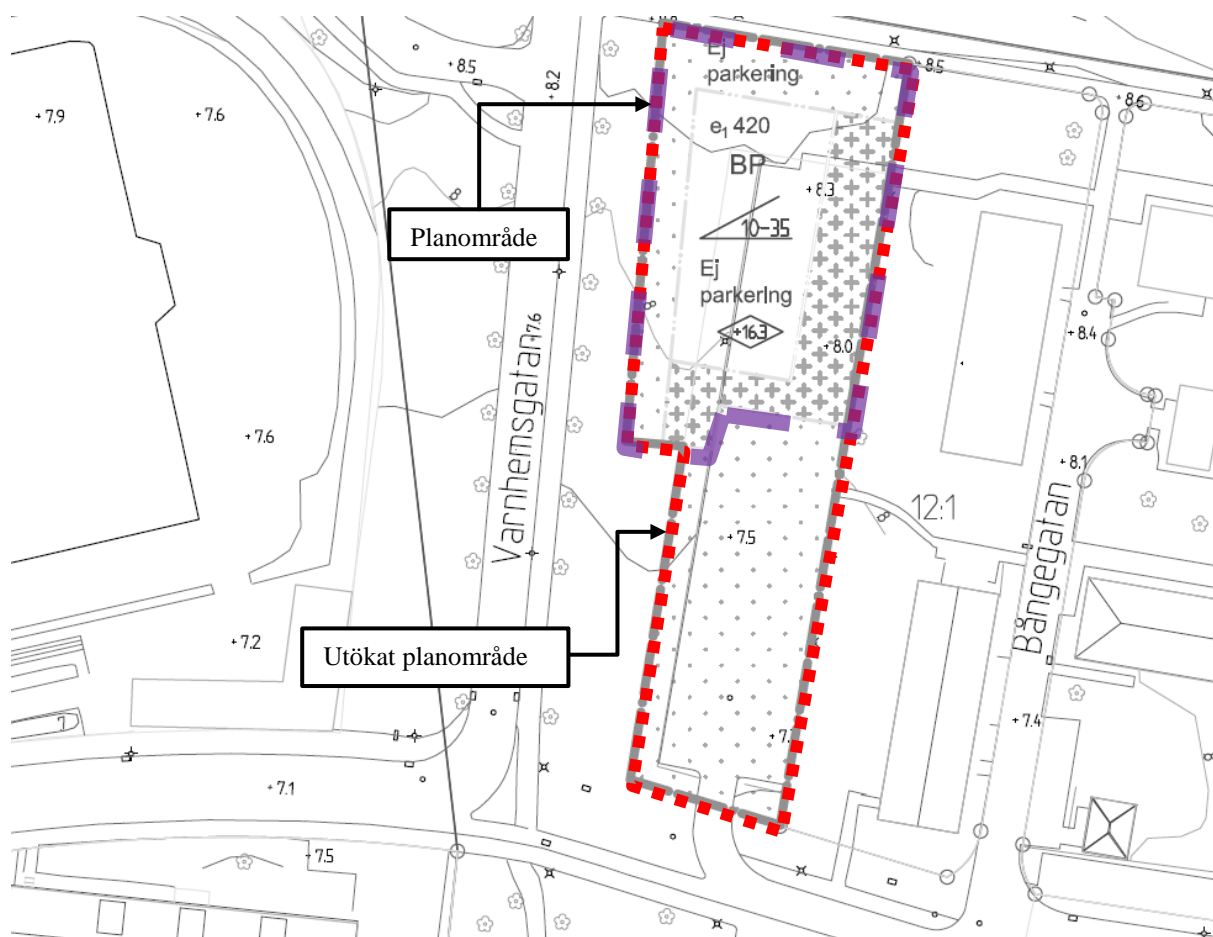 + 8.5
+ 8.2
Ej
parkering
+ 8.5
+ 8.6
+ 7.9
+ 7.6
e₁ 420
BP
+ 8.3
Planområde
10-35
Ej
parkering
+16.3
+ 8.0
+ 8.4
+ 7.6
Varnhemsgatan
+ 7.6
+ 8.1
12:1
+ 7.5
Bångegatan
+ 7.2
Utökat planområde
7
+ 7.4
+ 7.1
+ 7.5